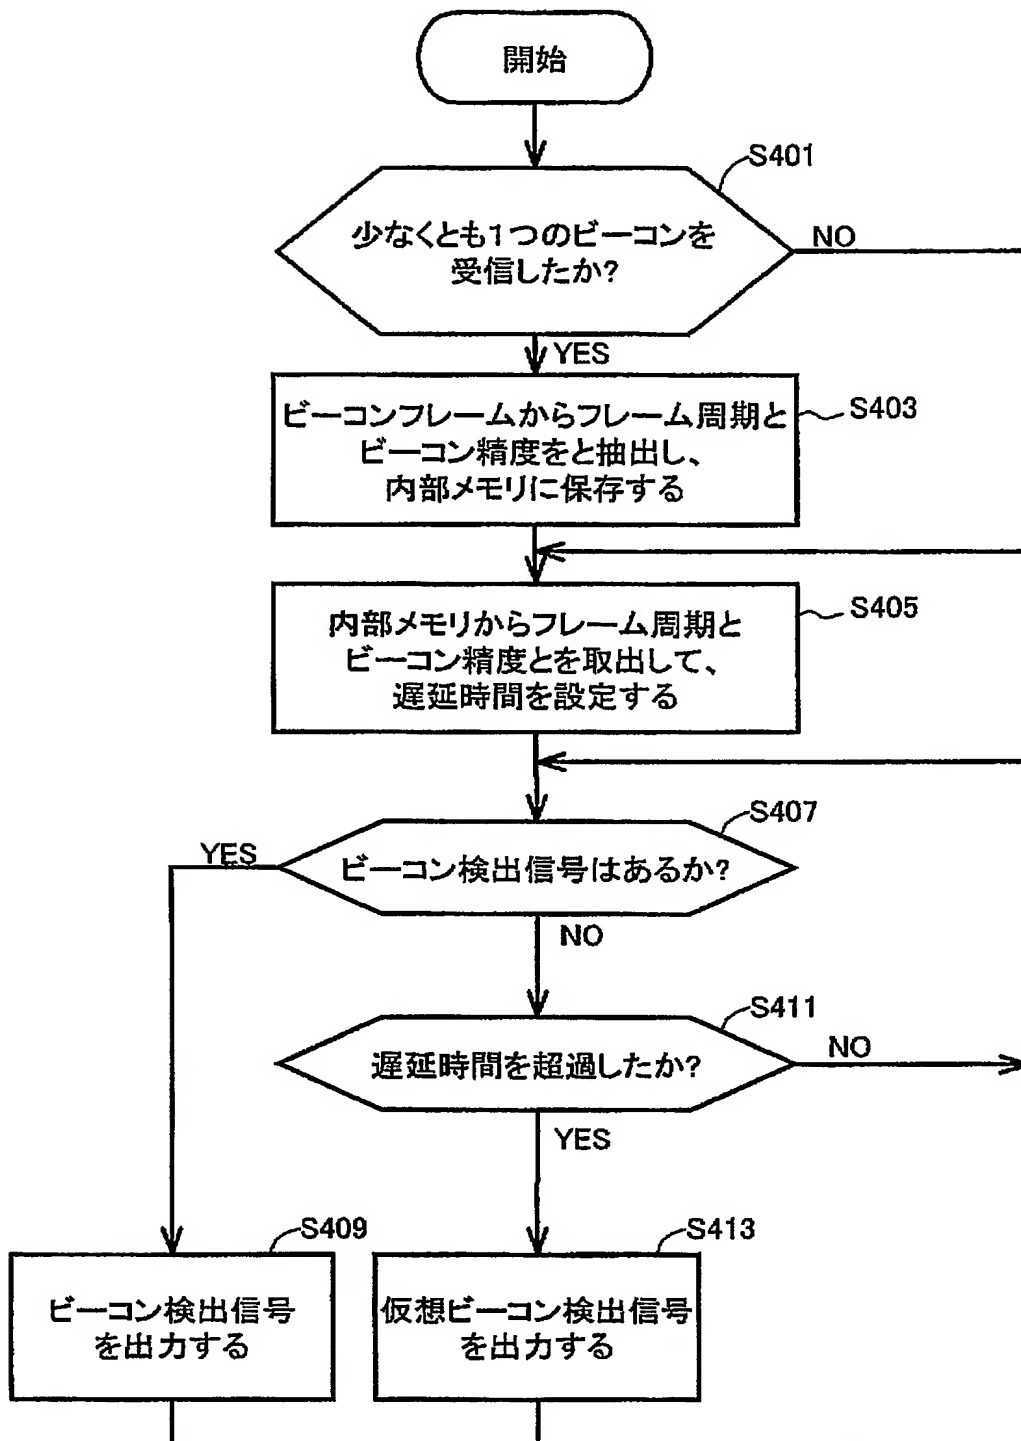 開始
S401
少なくとも1つのビーコンを
受信したか?
NO
YES
ビーコンフレームからフレーム周期と
ビーコン精度をと抽出し、
内部メモリに保存する
S403
内部メモリからフレーム周期と
ビーコン精度とを取出して、
遅延時間を設定する
S405
S407
YES
ビーコン検出信号はあるか?
NO
S411
遅延時間を超過したか?
NO
YES
S409
ビーコン検出信号
を出力する
S413
仮想ビーコン検出信号
を出力する